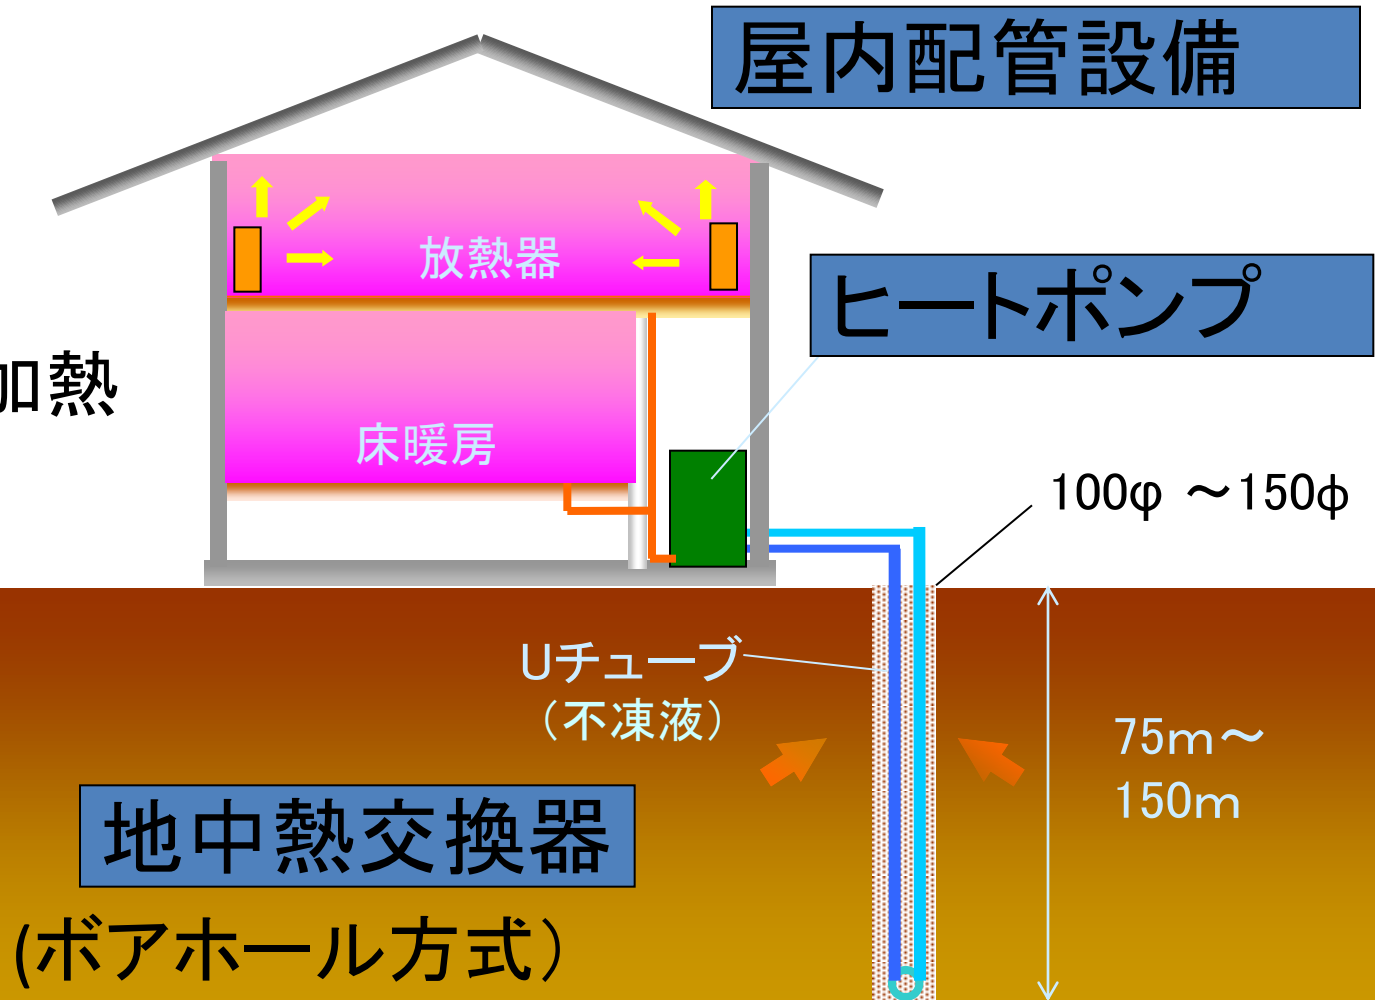 屋内配管設備
放熱器
ヒートポンプ
加熱
床暖房
100φ ～150φ
Uチューブ
（不凍液）
75ｍ～
150ｍ
地中熱交換器
(ボアホール方式）